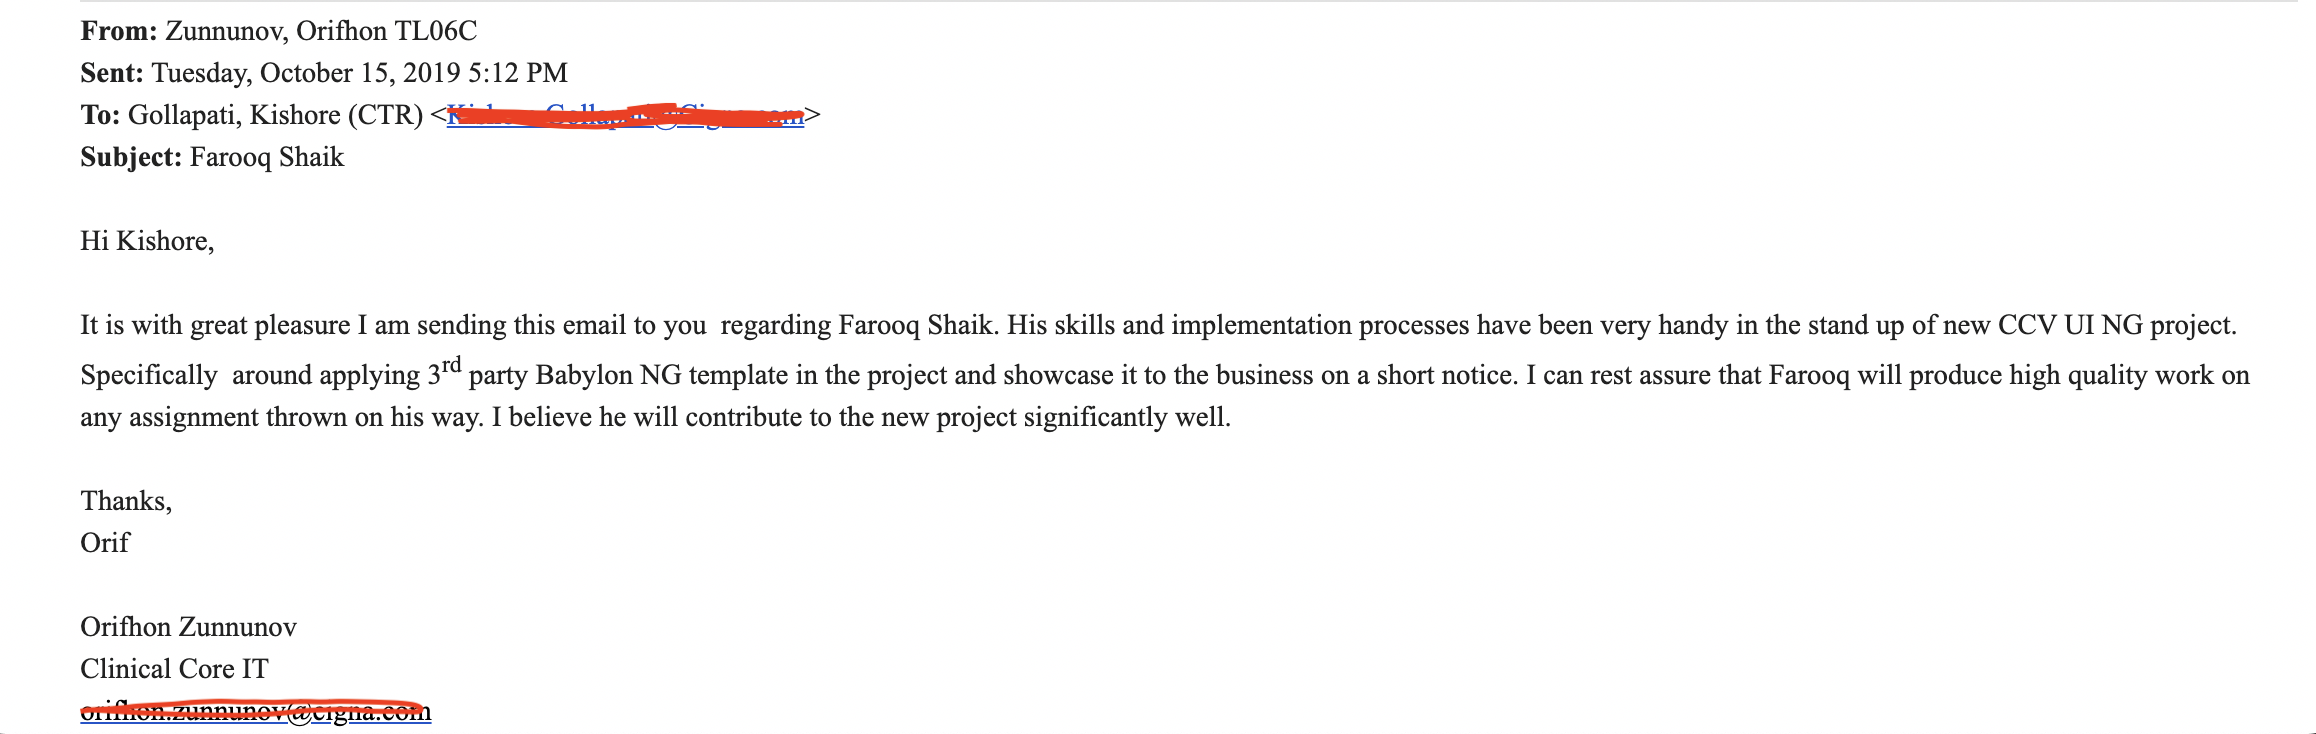 From: Zunnunov, Orifhon TL06C
Sent: Tuesday, October 15, 2019 5:12 PM
To: Gollapati, Kishore (CTR) < >
Subject: Farooq Shaik
Hi Kishore,
It is with great pleasure I am sending this email to you  regarding Farooq Shaik. His skills and implementation processes have been very handy in the stand up of new CCV UI NG project.
Specifically  around applying 3rd party Babylon NG template in the project and showcase it to the business on a short notice. I can rest assure that Farooq will produce high quality work on
any assignment thrown on his way. I believe he will contribute to the new project significantly well.
Thanks,
Orif
Orifhon Zunnunov
Clinical Core IT